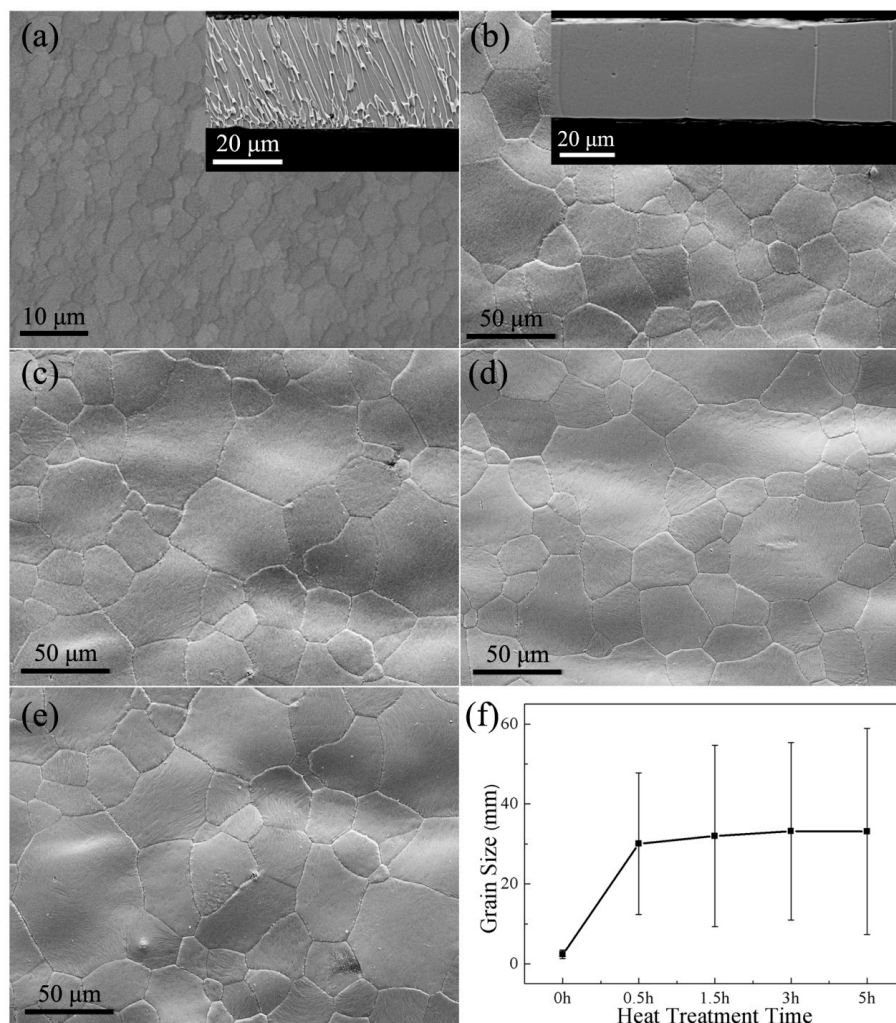 (a)
20 μm
10 μm
(b)
20 μm
50 μm
(c)
50 μm
(d)
50 μm
(e)
50 μm
(f)
60
40
20
0
Grain Size (mm)
0h 0.5h 1.5h 3h 5h
Heat Treatment Time